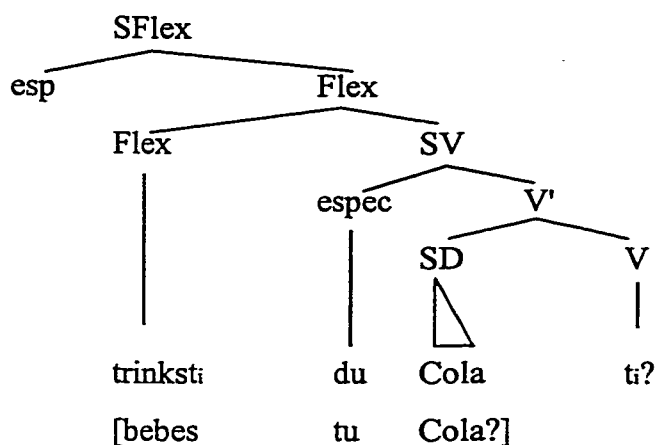 SFlex
esp Flex
Flex SV
espec V'
SD V
trinksti du Cola ti?
[bebes tu Cola?]